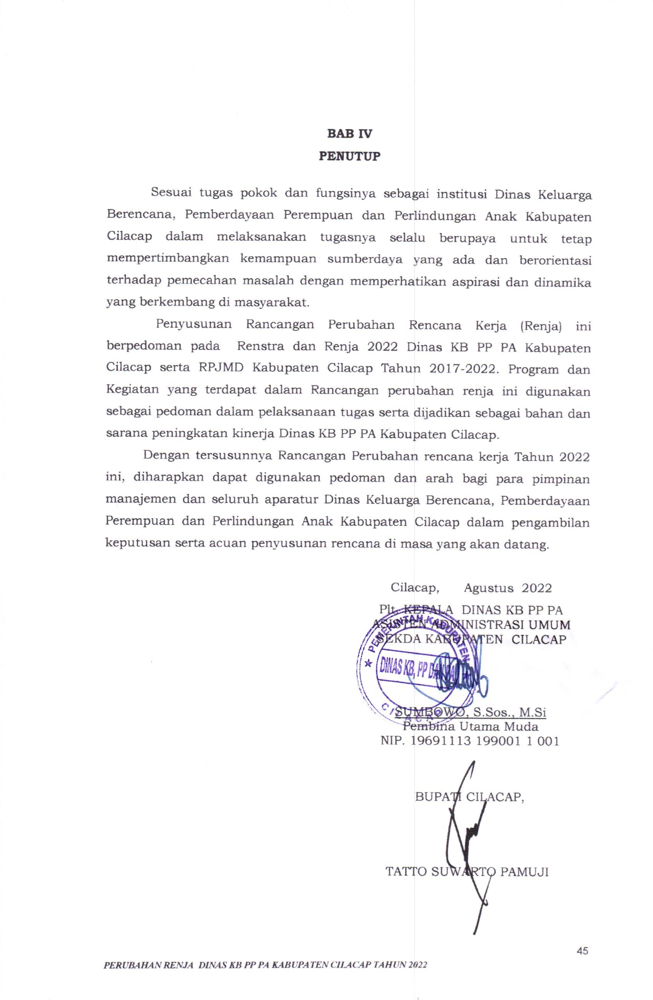 BAB IV
PENUTUP
Sesuai tugas pokok dan fungsinya sebagai institusi Dinas Keluarga
Berencana, Pemberdayaan Perempuan dan Perlindungan Anak Kabupaten
Cilacap dalam melaksanakan tugasnya selalu berupaya untuk tetap
mempertimbangkan kemampuan sumberdaya yang ada dan berorientasi
terhadap pemecahan masalah dengan memperhatikan aspirasi dan dinamika
yang berkembang di masyarakat.
Penyusunan Rancangan Perubahan Rencana Kerja (Renja) ini
berpedoman pada Renstra dan Renja 2022 Dinas KB PP PA Kabupaten
Cilacap serta RPJMD Kabupaten Cilacap Tahun 2017-2022. Program dan
Kegiatan yang terdapat dalam Rancangan perubahan renja ini digunakan
sebagai pedoman dalam pelaksanaan tugas serta dijadikan sebagai bahan dan
sarana peningkatan kinerja Dinas KB PP PA Kabupaten Cilacap.
Dengan tersusunnya Rancangan Perubahan rencana kerja Tahun 2022
ini, diharapkan dapat digunakan pedoman dan arah bagi para pimpinan
manajemen dan seluruh aparatur Dinas Keluarga Berencana, Pemberdayaan
Perempuan dan Perlindungan Anak Kabupaten Cilacap dalam pengambilan
keputusan serta acuan penyusunan rencana di masa yang akan datang.
Cilacap, Agustus 2022
Plt. KEPALA DINAS KB PP PA
ASISTEN ADMINISTRASI UMUM
SEKDA KABUPATEN CILACAP
PEMERINTAH KABUPATEN
DINAS KB, PP DAN PA
CILACAP
SUMBOWO, S.Sos., M.Si
Pembina Utama Muda
NIP. 19691113 199001 1 001
BUPATI CILACAP,
TATTO SUWARTO PAMUJI
45
PERUBAHAN RENJA DINAS KB PP PA KABUPATEN CILACAP TAHUN 2022